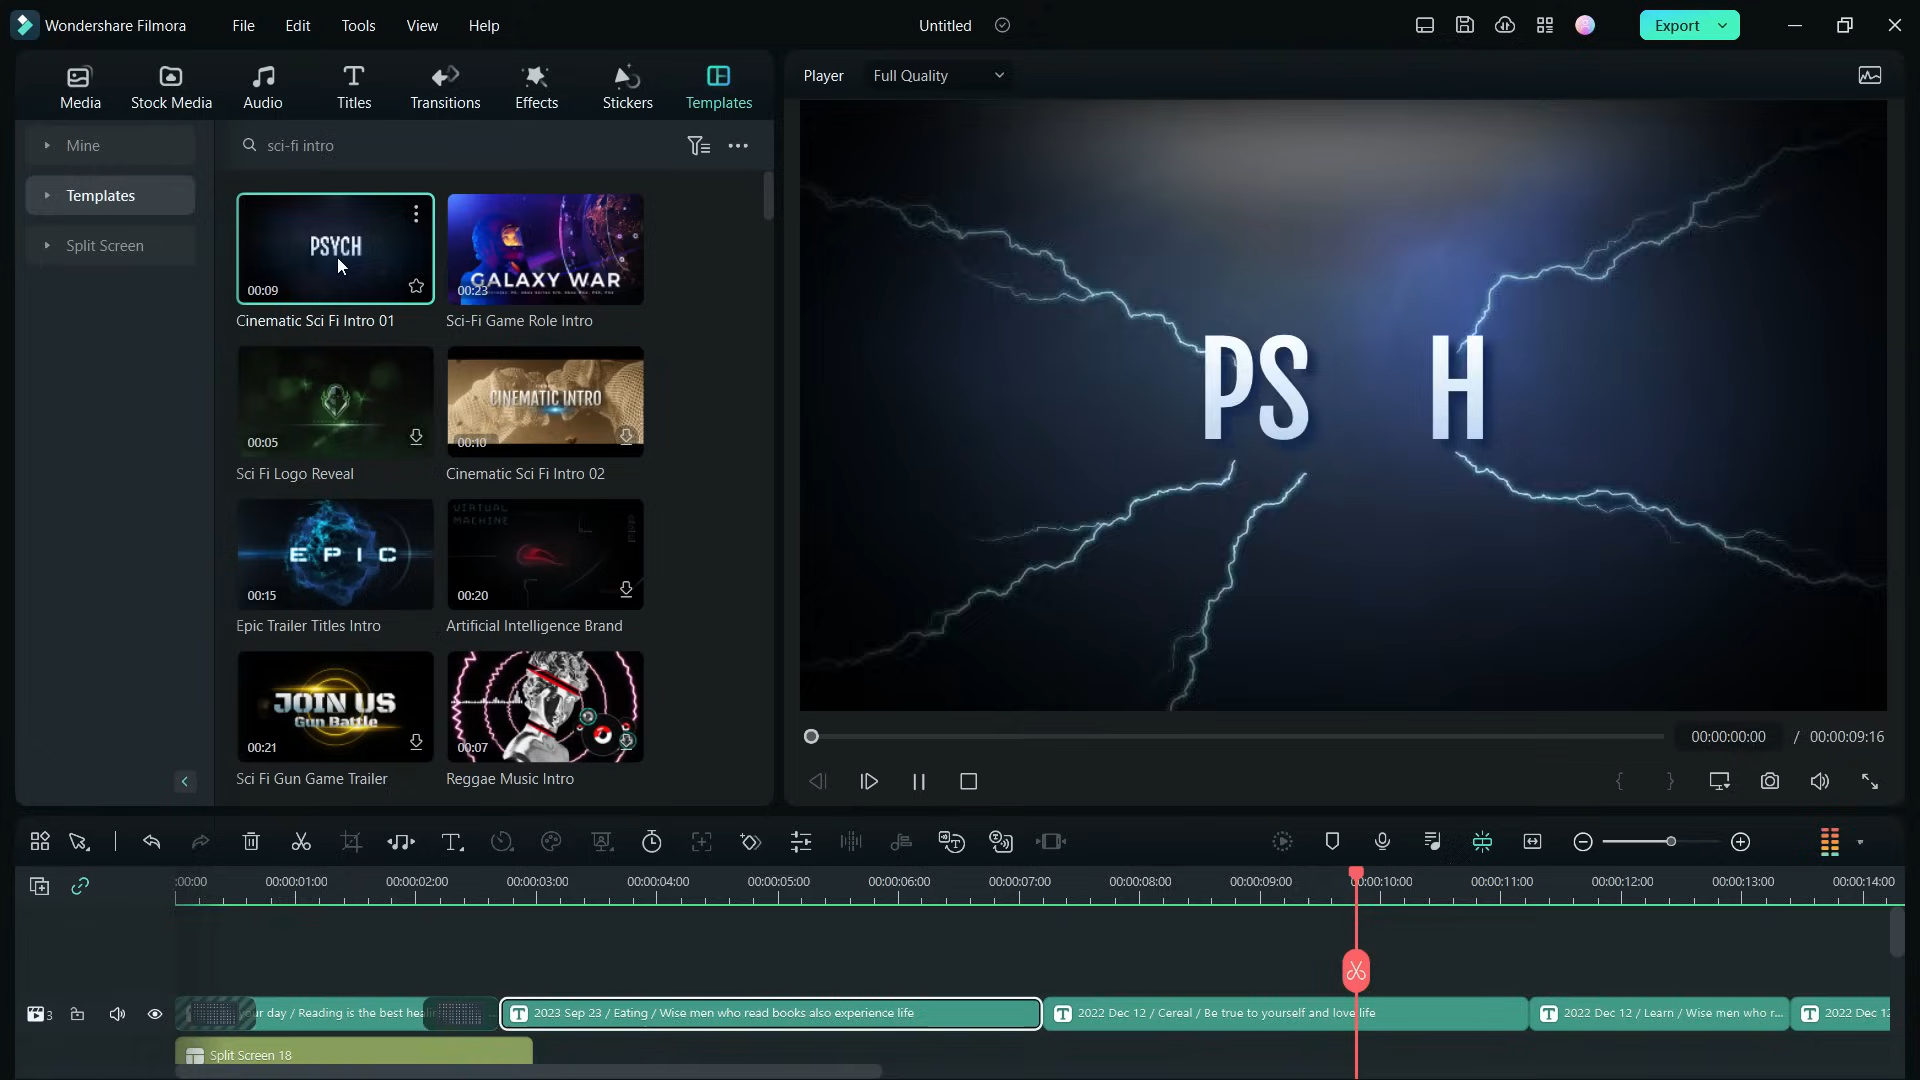 Wondershare Filmora
File
Edit
Tools
View
Help
Untitled
Export
Media
Stock Media
Audio
Titles
Transitions
Effects
Stickers
Templates
Player
Full Quality
Mine
Templates
Split Screen
sci-fi intro
PSYCH
00:09
Cinematic Sci Fi Intro 01
GALAXY WAR
00:23
Sci-Fi Game Role Intro
00:05
Sci Fi Logo Reveal
CINEMATIC INTRO
00:10
Cinematic Sci Fi Intro 02
EPIC
00:15
Epic Trailer Titles Intro
VIRTUAL
MACHINE
00:20
Artificial Intelligence Brand
JOIN US
Gun Battle
00:21
Sci Fi Gun Game Trailer
00:07
Reggae Music Intro
PS H
00:00:00:00 / 00:00:09:16
:00:00
00:00:01:00
00:00:02:00
00:00:03:00
00:00:04:00
00:00:05:00
00:00:06:00
00:00:07:00
00:00:08:00
00:00:09:00
00:00:10:00
00:00:11:00
00:00:12:00
00:00:13:00
00:00:14:00
3
ur day / Reading is the best heali
2023 Sep 23 / Eating / Wise men who read books also experience life
2022 Dec 12 / Cereal / Be true to yourself and love life
2022 Dec 12 / Learn / Wise men who r...
2022 Dec 12
Split Screen 18